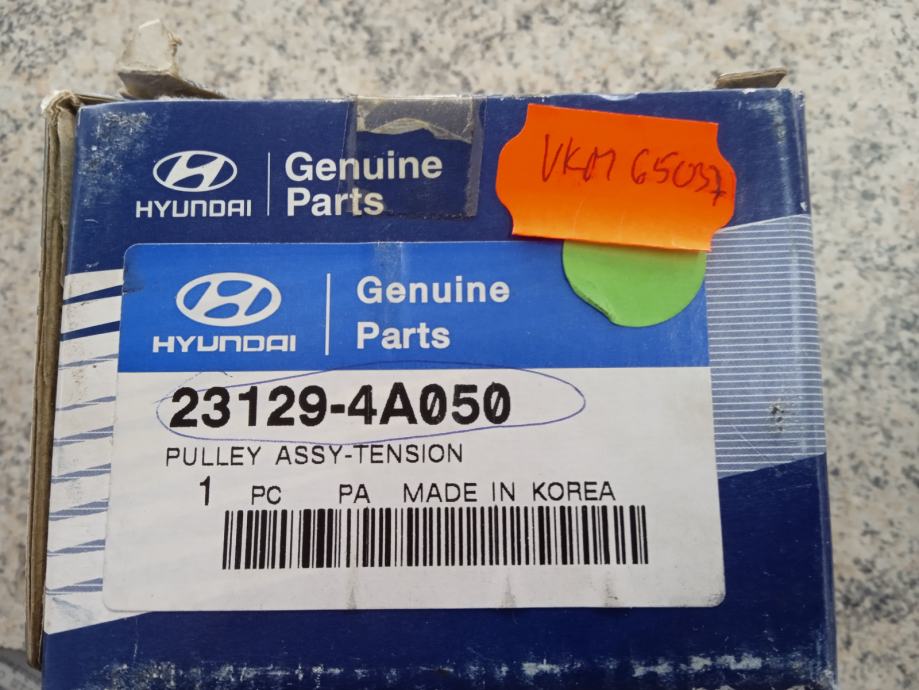 HYUNDAI
Genuine
Parts
VKM 65037
HYUNDAI
Genuine
Parts
23129-4A050
PULLEY ASSY-TENSION
1 PC PA MADE IN KOREA